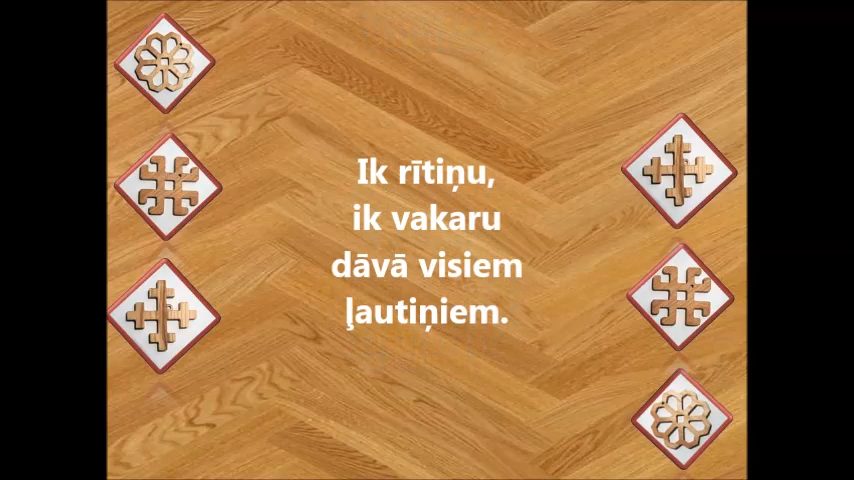 Ik rītiņu,
ik vakaru
dāvā visiem
ļautiņiem.